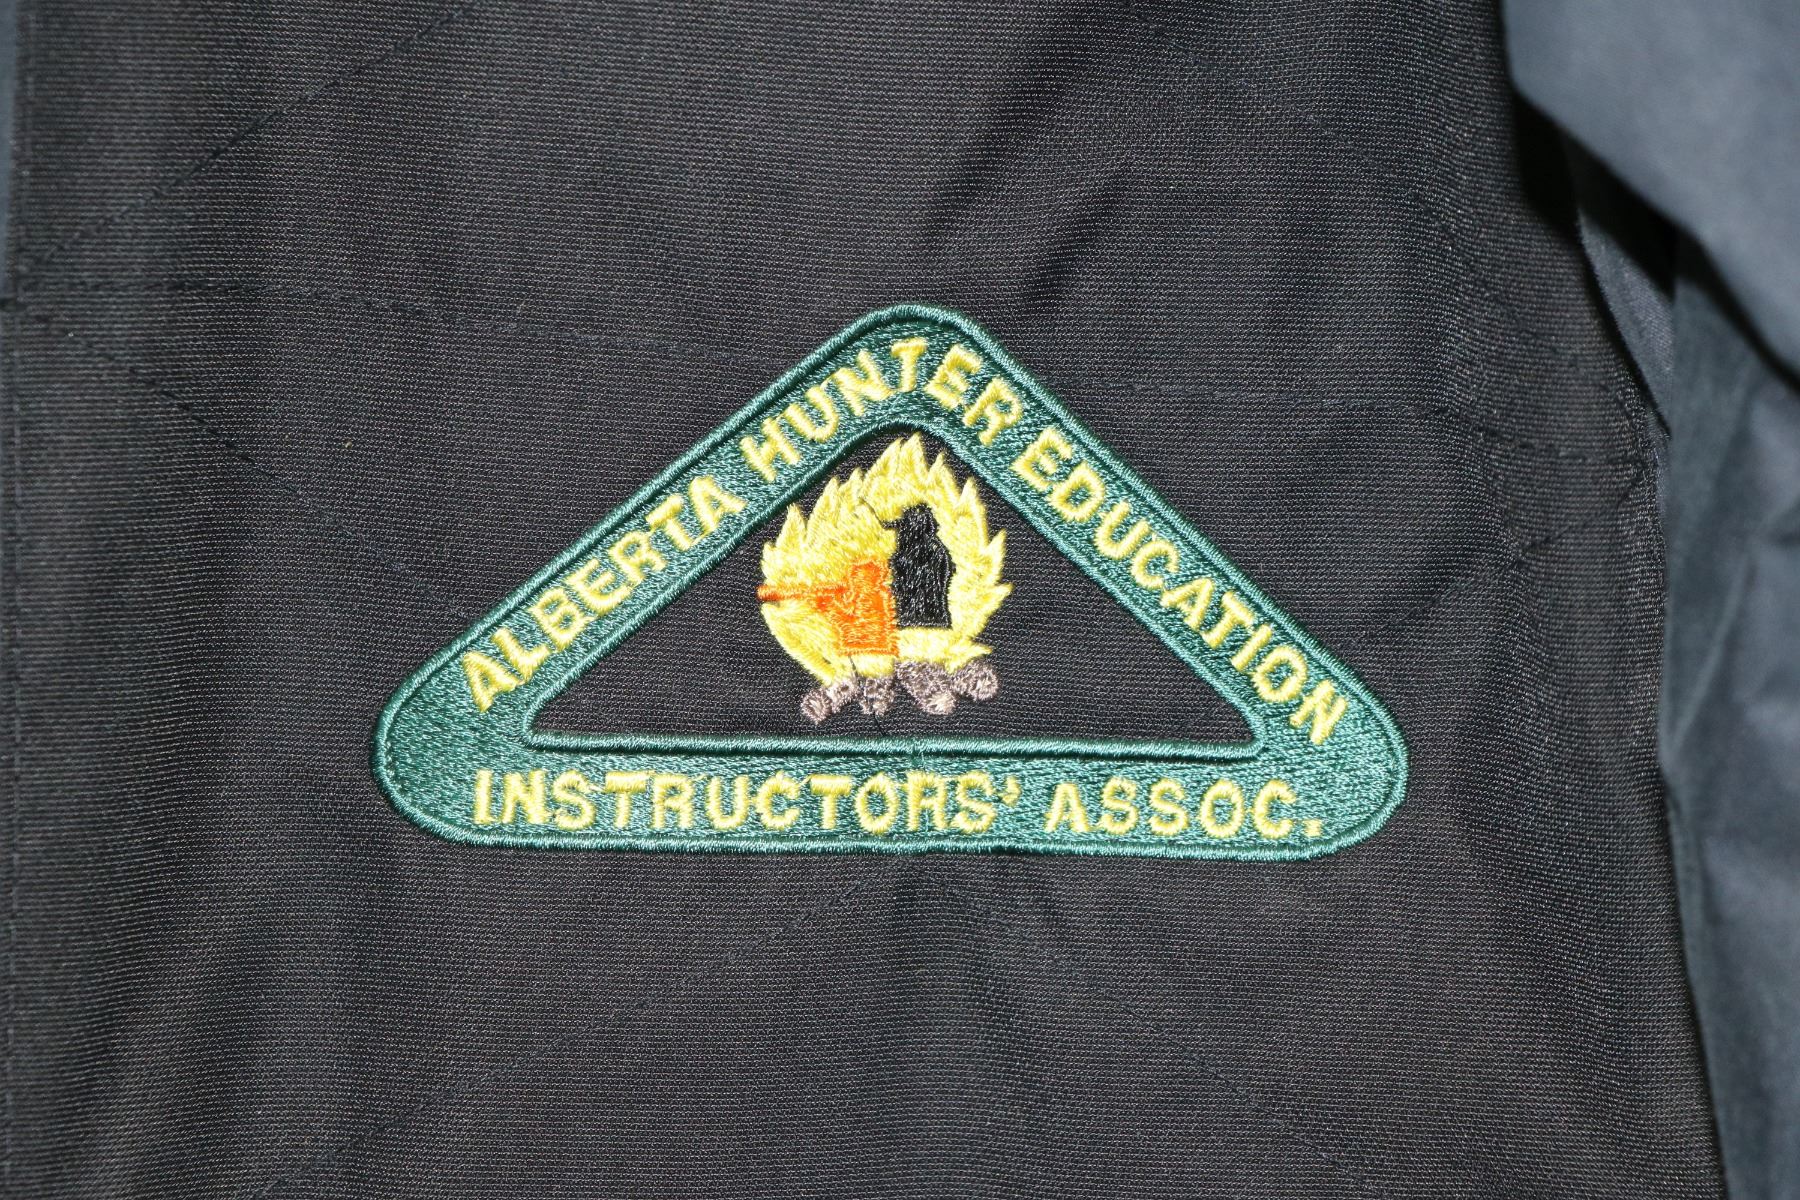 ALBERTA HUNTER EDUCATION
INSTRUCTORS' ASSOC.